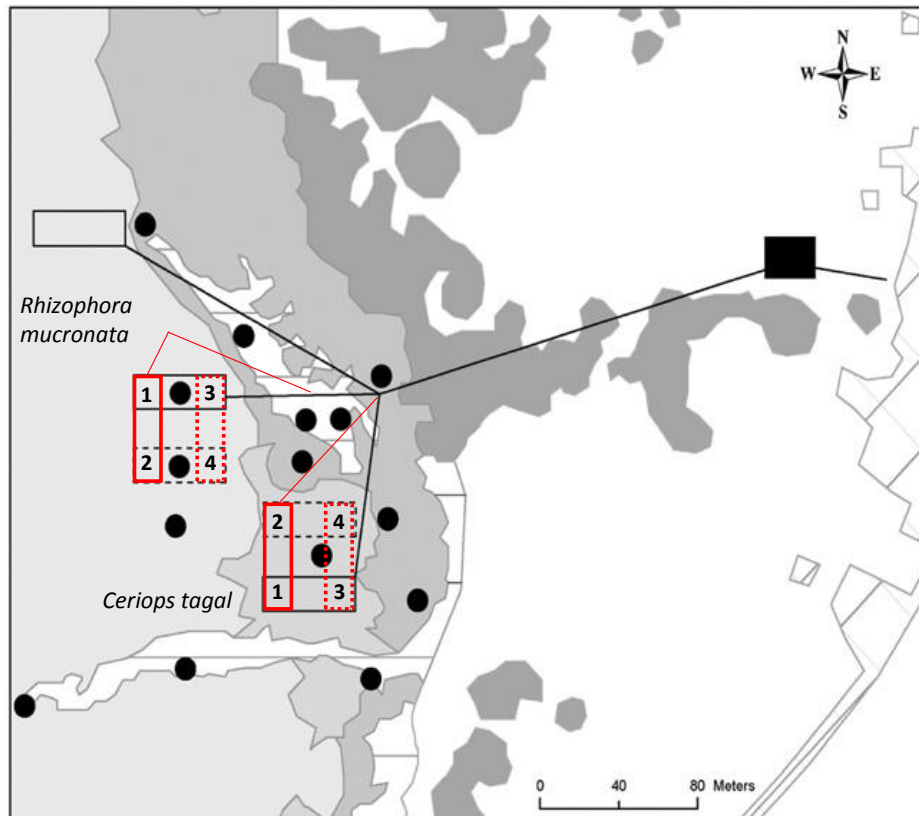 N
W E
S
Rhizophora
mucronata
1 3
2 4
2 4
1 3
Ceriops tagal
0 40 80 Meters